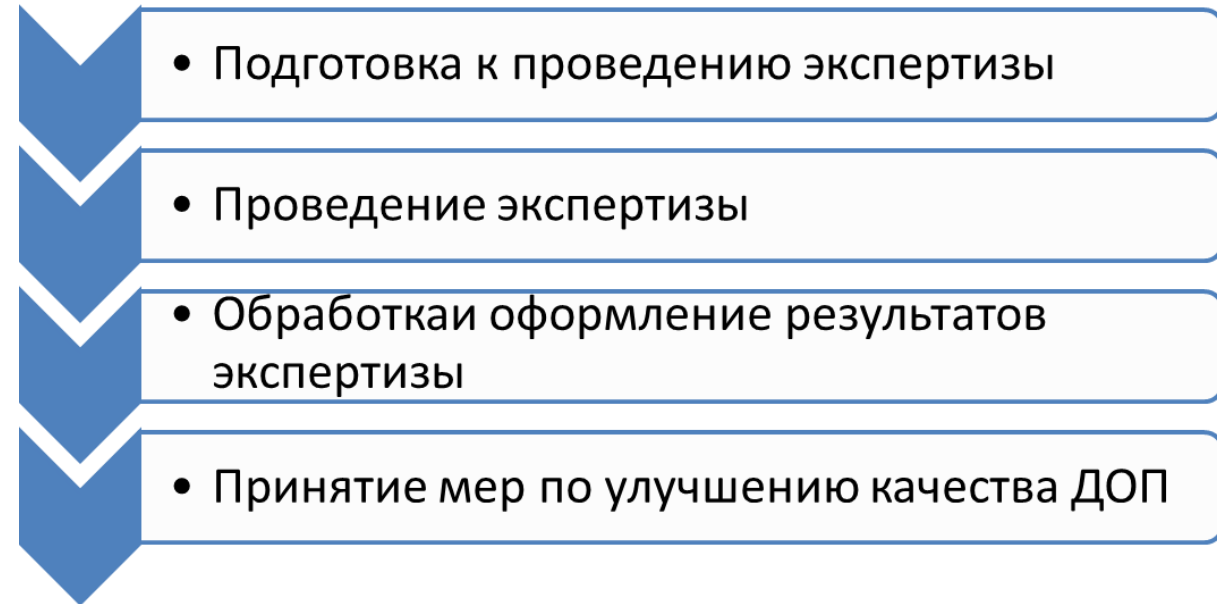 • Подготовка к проведению экспертизы
• Проведение экспертизы
• Обработкаи оформление результатов
экспертизы
• Принятие мер по улучшению качества ДОП